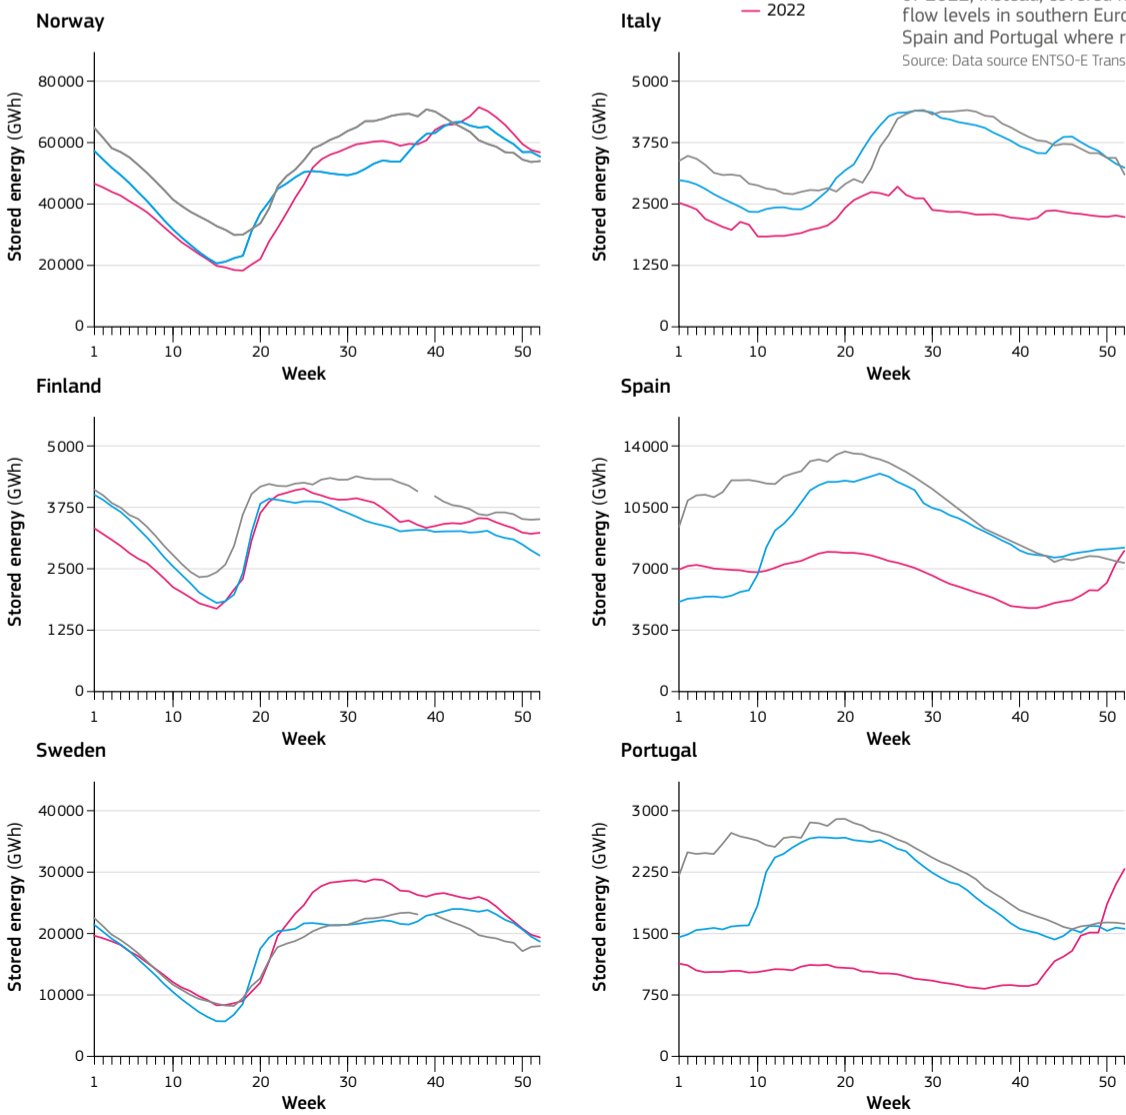 2022
flow levels in southern
Spain and Portugal where
Source: Data source ENTSO-E
Norway
Stored energy (GWh)
80000
60000
40000
20000
0
1 10 20 30 40 50
Week
Italy
Stored energy (GWh)
5000
3750
2500
1250
0
1 10 20 30 40 50
Week
Finland
Stored energy (GWh)
5000
3750
2500
1250
0
1 10 20 30 40 50
Week
Spain
Stored energy (GWh)
14000
10500
7000
3500
0
1 10 20 30 40 50
Week
Sweden
Stored energy (GWh)
40000
30000
20000
10000
0
1 10 20 30 40 50
Week
Portugal
Stored energy (GWh)
3000
2250
1500
750
0
1 10 20 30 40 50
Week